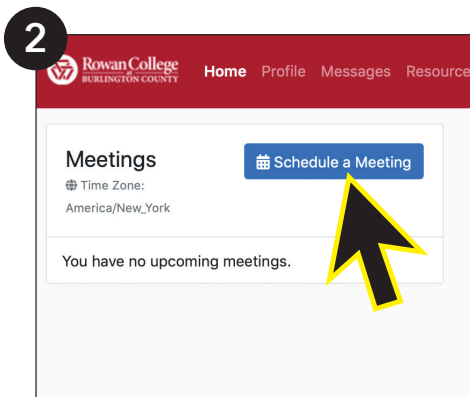 2
Rowan College
at
BURLINGTON COUNTY
Home Profile Messages Resource
Meetings
Schedule a Meeting
Time Zone:
America/New_York
You have no upcoming meetings.